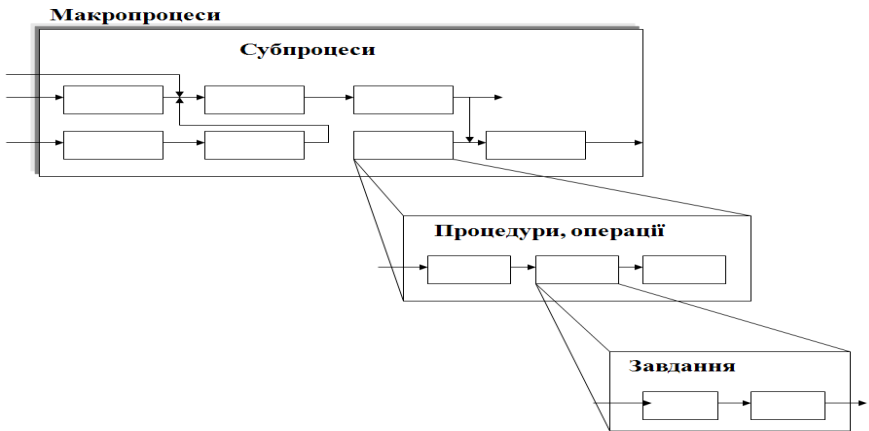 Макропроцеси
Субпроцеси
Процедури, операції
Завдання